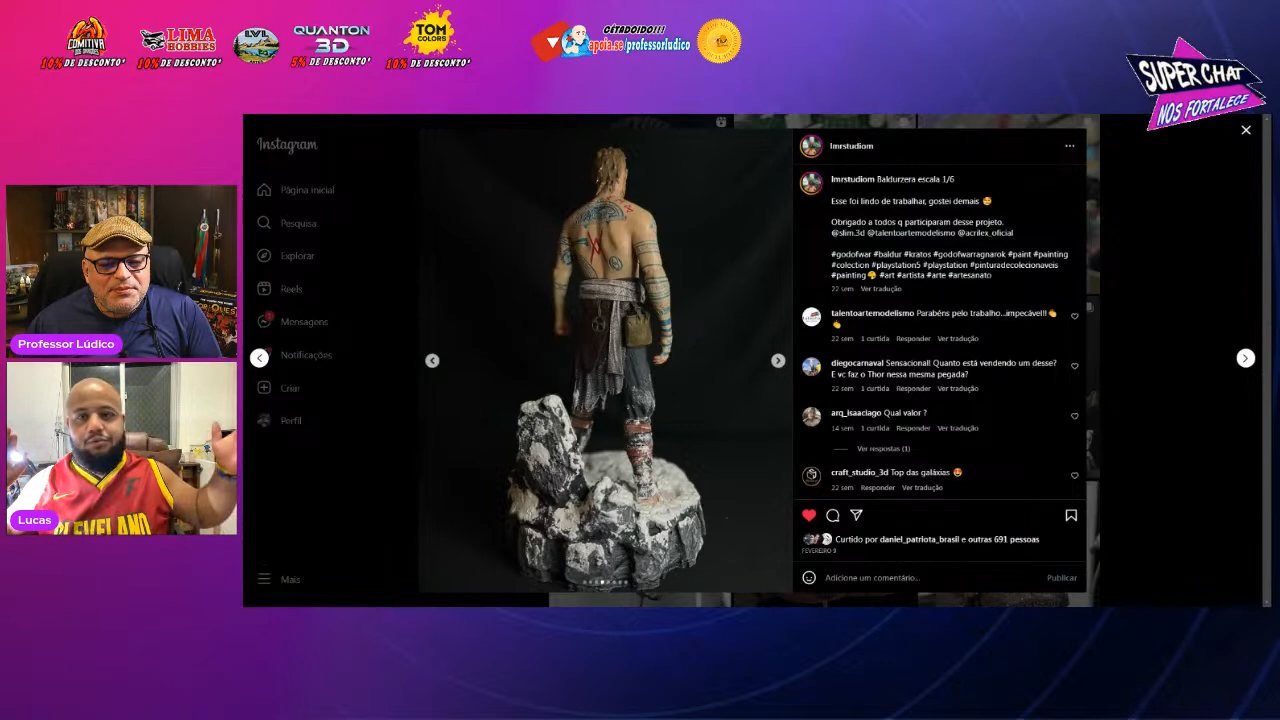 COMITIVA
DOS DRAGÕES
10% DE DESCONTO*
LIMA
HOBBIES
10% DE DESCONTO*
LVL
QUANTON
3D
5% DE DESCONTO*
TOM
COLORS
10% DE DESCONTO*
GÉTADOIDO!!!
apoia.se/professorludico
SUPER CHAT
NOS FORTALECE
Instagram
Página inicial
Pesquisa
Explorar
Reels
Mensagens
Notificações
Criar
Perfil
Mais
lmrstudiom
lmrstudiom Baldurzera escala 1/6
Esse foi lindo de trabalhar, gostei demais 🥰
Obrigado a todos q participaram desse projeto.
@slim.3d @talentoartemodelismo @acrilex_oficial
#godofwar #baldur #kratos #godofwarragnarok #paint #painting
#colection #playstation5 #playstation #pinturadecolecionaveis
#painting 😤 #art #artista #arte #artesanato
22 sem Ver tradução
talentoartemodelismo Parabéns pelo trabalho...impecável!!👏
👏
22 sem 1 curtida Responder Ver tradução
diegocarnaval Sensacional! Quanto está vendendo um desse?
E vc faz o Thor nessa mesma pegada?
22 sem 1 curtida Responder Ver tradução
arq_isaaciago Qual valor ?
14 sem 1 curtida Responder Ver tradução
Ver respostas (1)
craft_studio_3d Top das galáxias 😍
22 sem Responder Ver tradução
Curtido por daniel_patriota_brasil e outras 691 pessoas
FEVEREIRO 9
Adicione um comentário...
Publicar
Professor Lúdico
Lucas
CLEVELAND